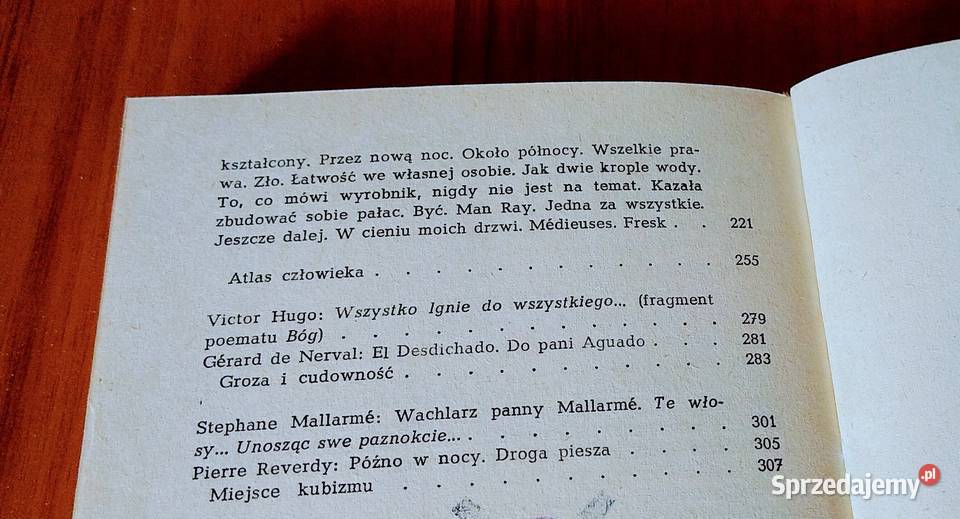 kształcony. Przez nową noc. Około północy. Wszelkie pra-
wa. Zło. Łatwość we własnej osobie. Jak dwie krople wody.
To, co mówi wyrobnik, nigdy nie jest na temat. Kazała
zbudować sobie pałac. Być. Man Ray. Jedna za wszystkie.
Jeszcze dalej. W cieniu moich drzwi. Médieuses. Fresk . . 221
Atlas człowieka . . . . . . . . . . . 255
Victor Hugo: Wszystko lgnie do wszystkiego... (fragment
poematu Bóg) . . . . . . . . . . . . 279
Gérard de Nerval: El Desdichado. Do pani Aguado . . . 281
Groza i cudowność . . . . . . . . . . 283
Stephane Mallarmé: Wachlarz panny Mallarmé. Te wło-
sy... Unosząc swe paznokcie... . . . . . . . . . 301
Pierre Reverdy: Późno w nocy. Droga piesza . . . . . 305
Miejsce kubizmu . . . . . . . . . . . 307
Sprzedajemy.pl